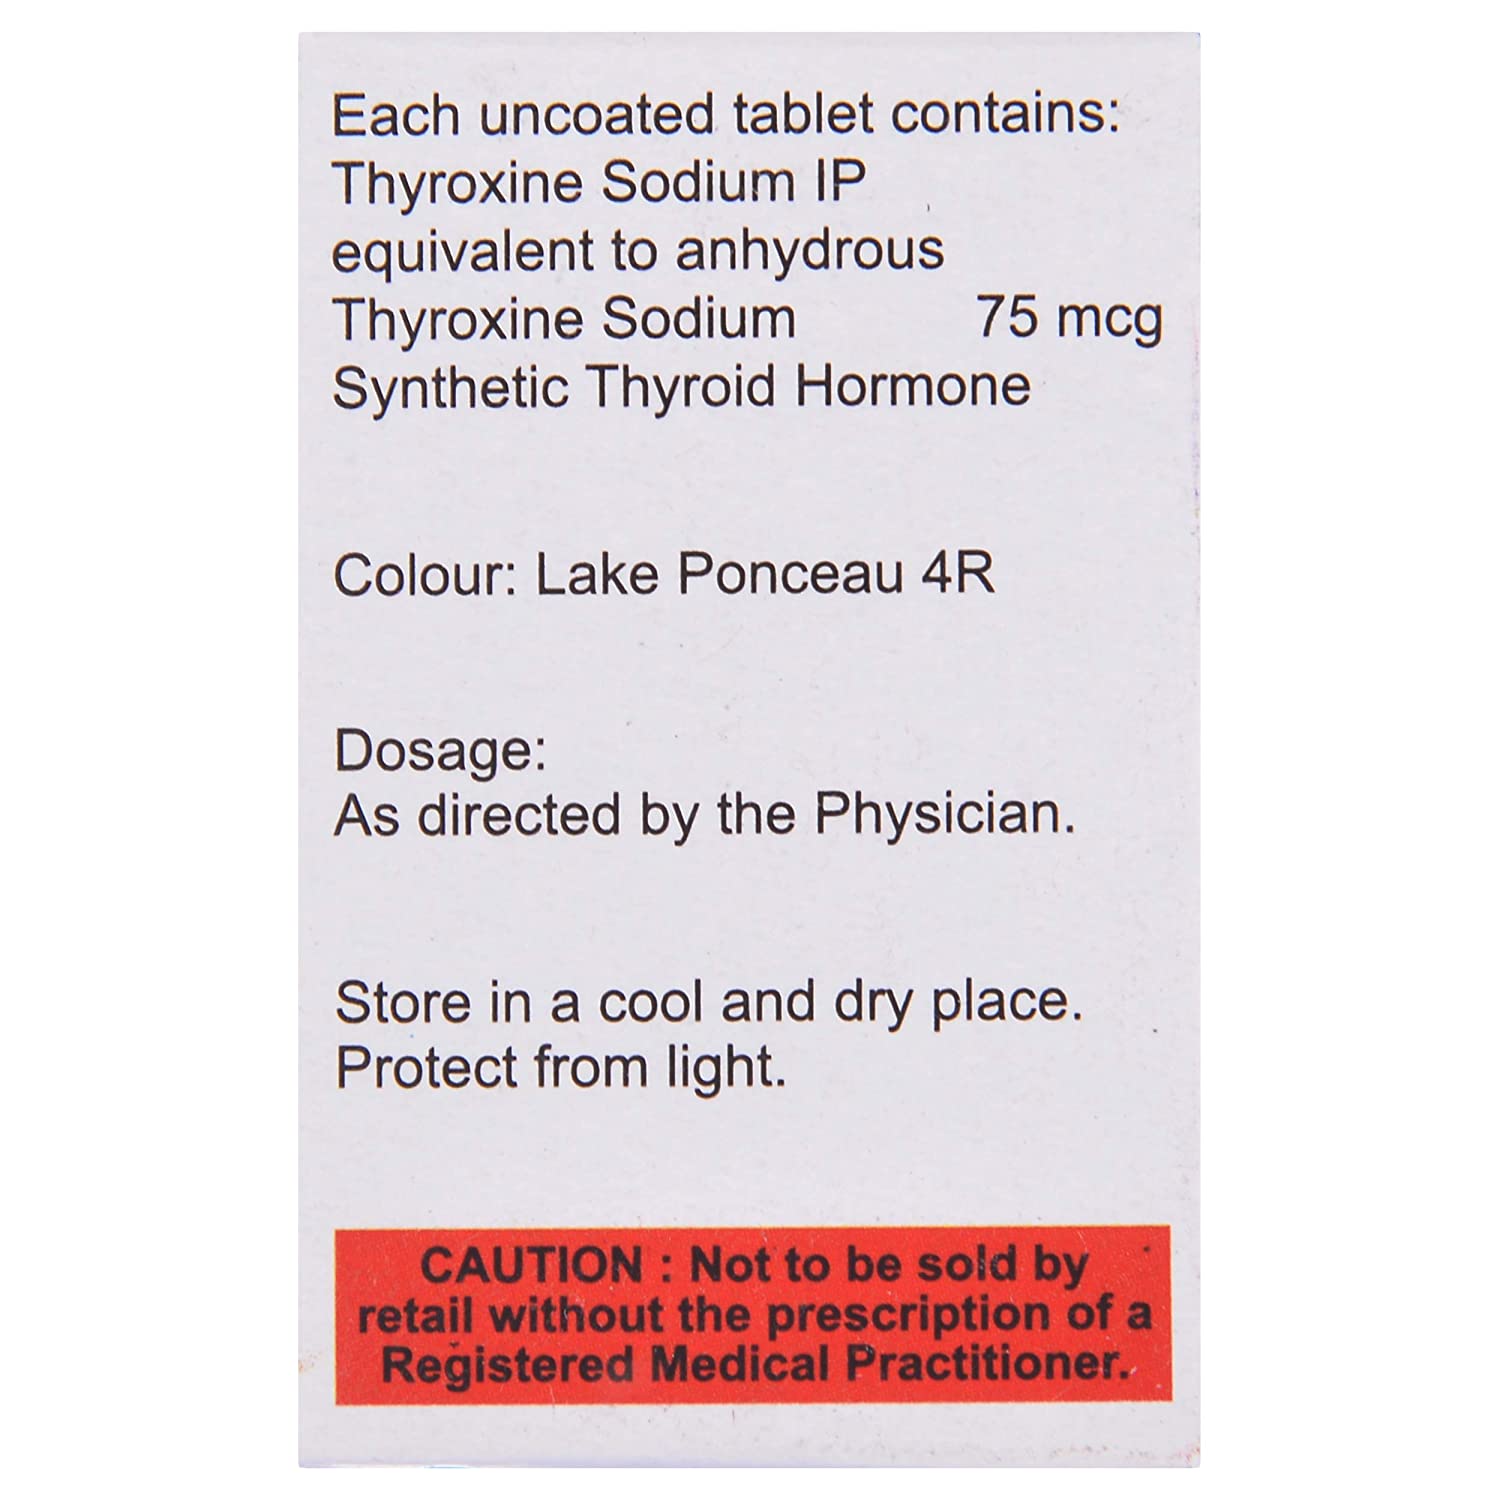 Each uncoated tablet contains:
Thyroxine Sodium IP
equivalent to anhydrous
Thyroxine Sodium 75 mcg
Synthetic Thyroid Hormone
Colour: Lake Ponceau 4R
Dosage:
As directed by the Physician.
Store in a cool and dry place.
Protect from light.
CAUTION : Not to be sold by
retail without the prescription of a
Registered Medical Practitioner.